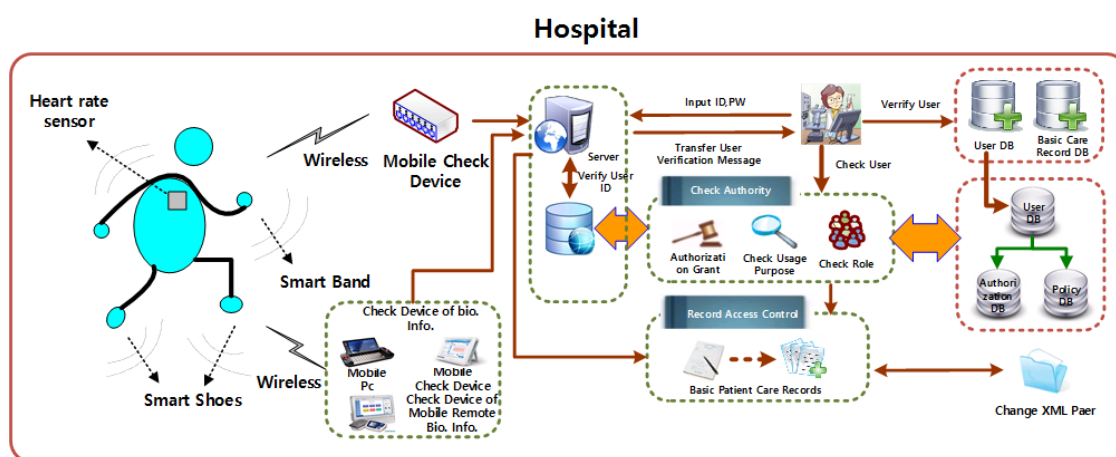 Hospital
Heart rate
sensor
Wireless
Mobile Check
Device
Smart Band
Smart Shoes
Wireless
Check Device of bio.
Info.
Mobile
Pc
Mobile
Check Device
Check Device of
Mobile Remote
Bio. Info.
Server
Verify User
ID
Input ID,PW
Transfer User
Verification Message
Check User
Verrify User
User DB
Basic Care
Record DB
Check Authority
Authorizati
on Grant
Check Usage
Purpose
Check Role
User
DB
Authori
zation
DB
Policy
DB
Record Access Control
Basic Patient Care Records
Change XML Paer